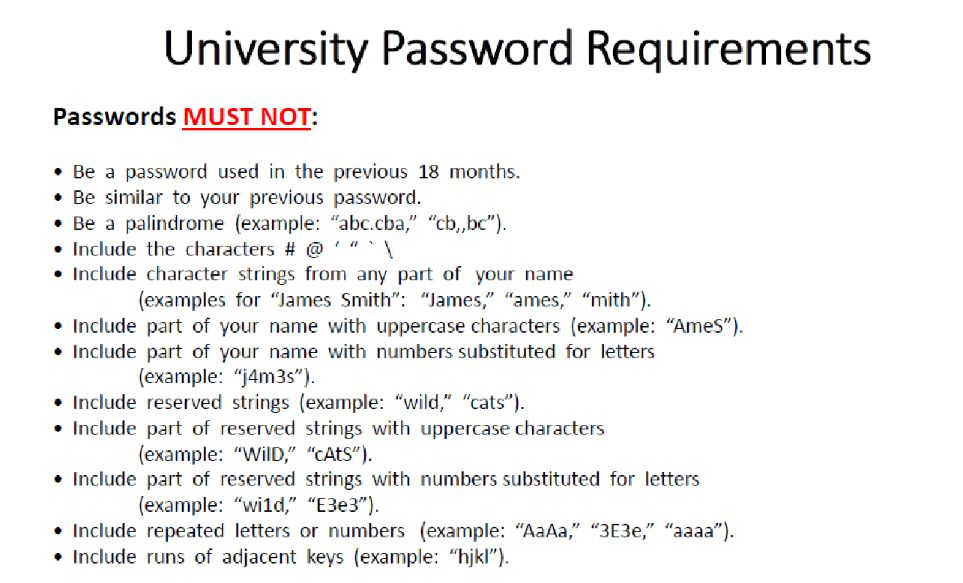 University Password Requirements
Passwords MUST NOT:
• Be a password used in the previous 18 months.
• Be similar to your previous password.
• Be a palindrome (example: “abc.cba,” “cb,,bc”).
• Include the characters # @ ‘ “ ` \
• Include character strings from any part of your name
(examples for “James Smith”: “James,” “ames,” “mith”).
• Include part of your name with uppercase characters (example: “AmeS”).
• Include part of your name with numbers substituted for letters
(example: “j4m3s”).
• Include reserved strings (example: “wild,” “cats”).
• Include part of reserved strings with uppercase characters
(example: “WilD,” “cAtS”).
• Include part of reserved strings with numbers substituted for letters
(example: “wi1d,” “E3e3”).
• Include repeated letters or numbers (example: “AaAa,” “3E3e,” “aaaa”).
• Include runs of adjacent keys (example: “hjkl”).